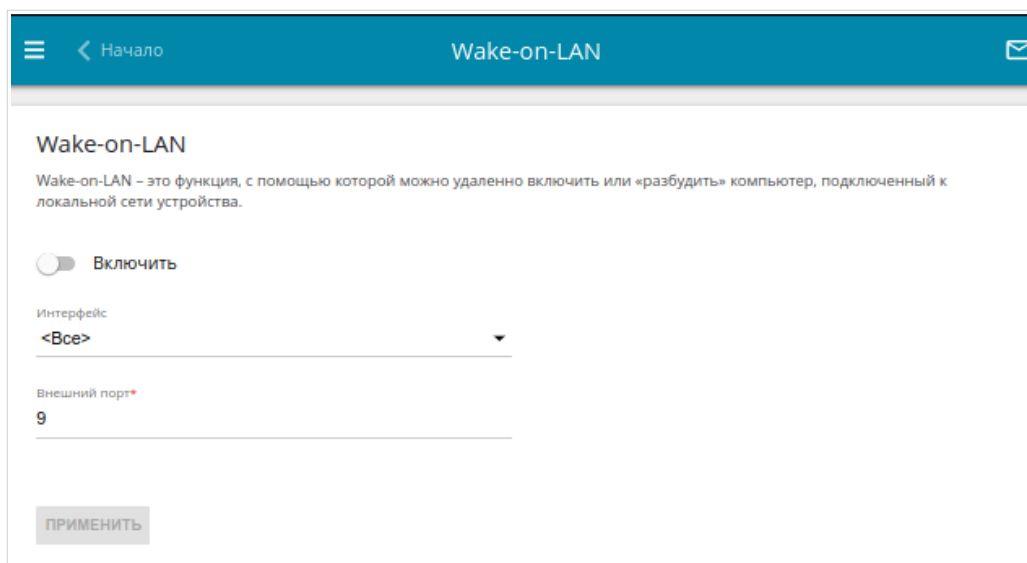 Начало
Wake-on-LAN
Wake-on-LAN
Wake-on-LAN – это функция, с помощью которой можно удаленно включить или «разбудить» компьютер, подключенный к
локальной сети устройства.
Включить
Интерфейс
<Все>
Внешний порт*
9
ПРИМЕНИТЬ